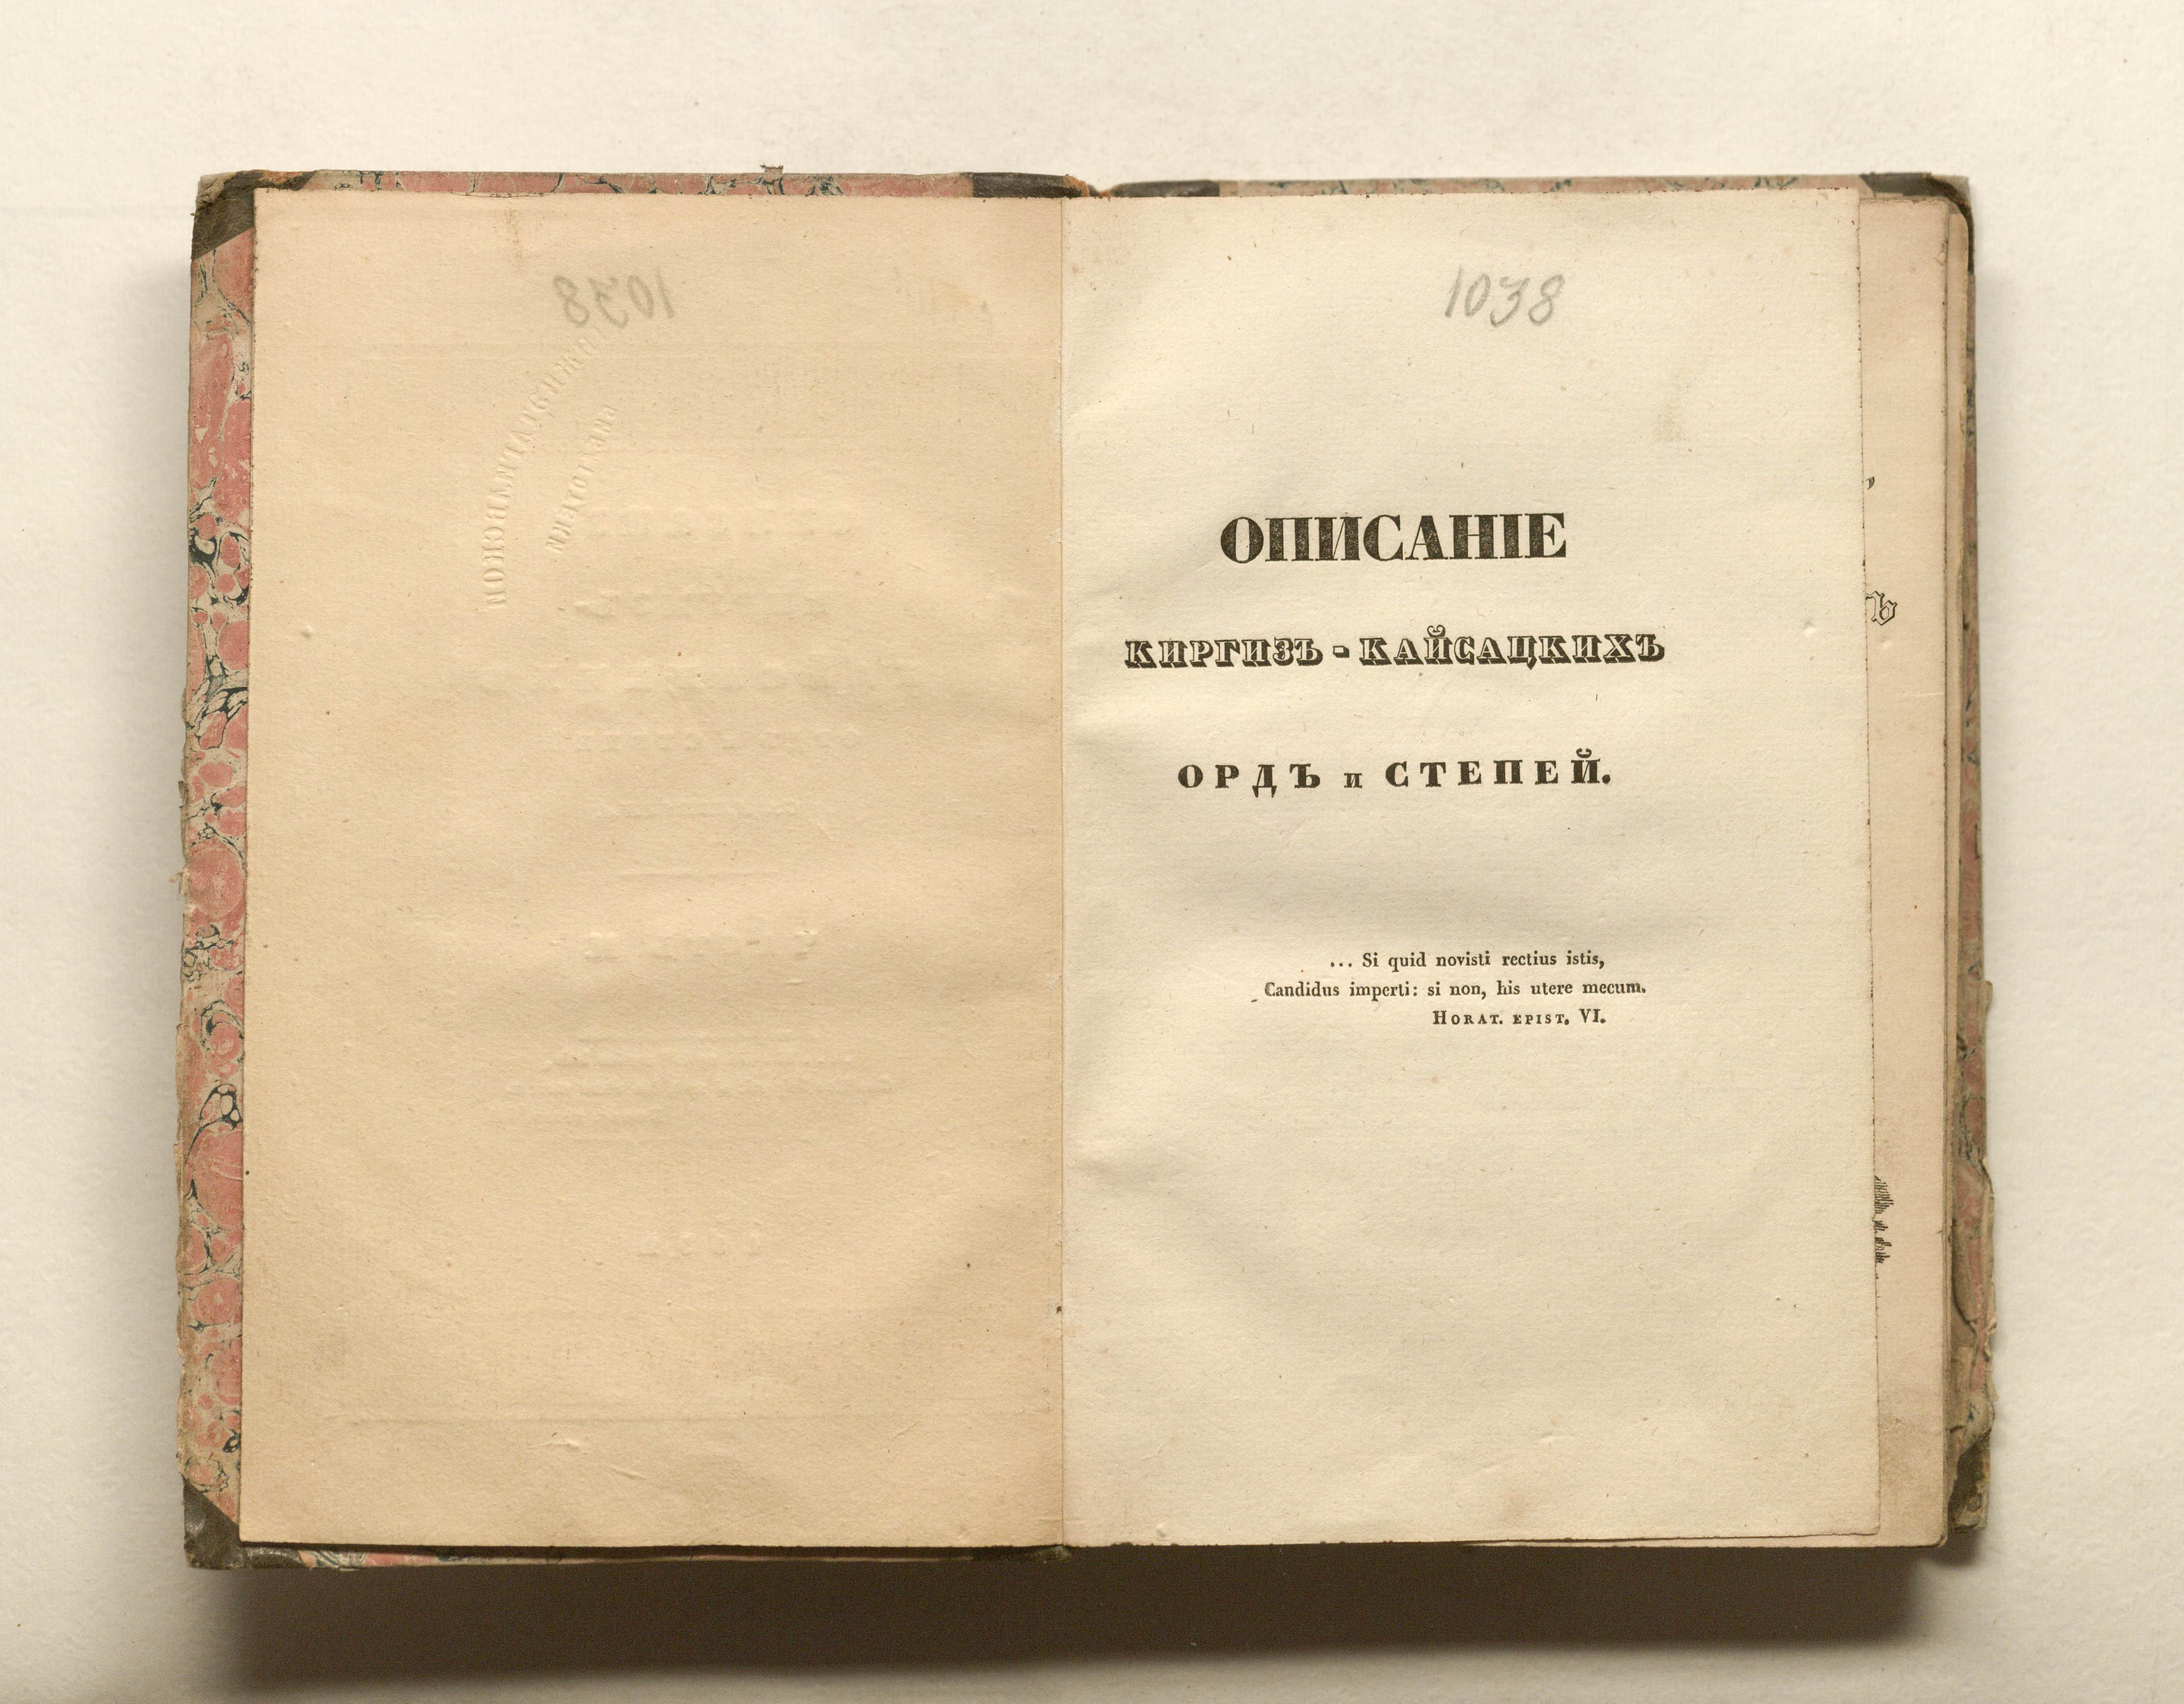 1038
ОПИСАНІЕ
КИРГИЗЪ-КАЙСАЦКИХЪ
ОРДЪ и СТЕПЕЙ.
... Si quid novisti rectius istis,
Candidus imperti: si non, his utere mecum.
HORAT. EPIST. VI.